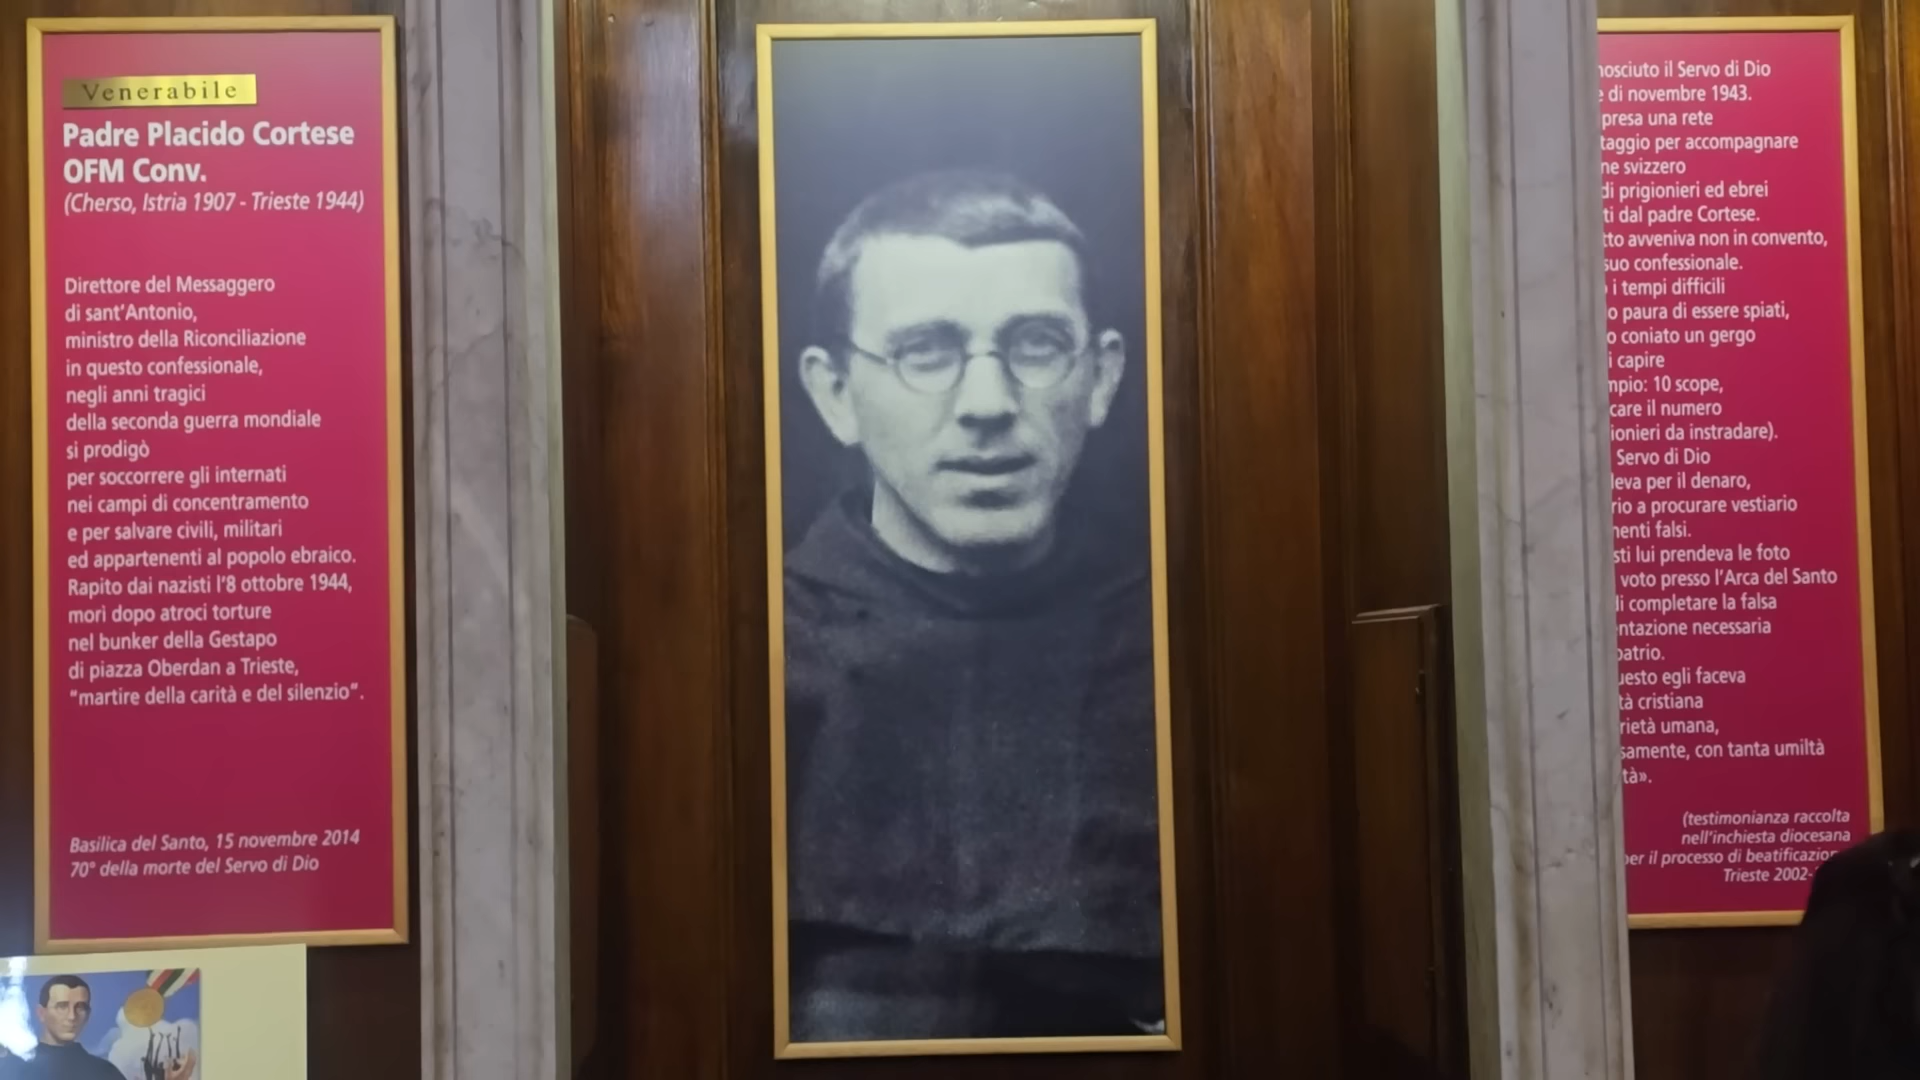 Venerabile
Padre Placido Cortese
OFM Conv.
(Cherso, Istria 1907 - Trieste 1944)
Direttore del Messaggero
di sant'Antonio,
ministro della Riconciliazione
in questo confessionale,
negli anni tragici
della seconda guerra mondiale
si prodigò
per soccorrere gli internati
nei campi di concentramento
e per salvare civili, militari
ed appartenenti al popolo ebraico.
Rapito dai nazisti l'8 ottobre 1944,
morì dopo atroci torture
nel bunker della Gestapo
di piazza Oberdan a Trieste,
"martire della carità e del silenzio".
Basilica del Santo, 15 novembre 2014
70° della morte del Servo di Dio
il Servo di Dio
di novembre 1943.
presa una rete
per accompagnare
svizzero
di prigionieri ed ebrei
dal padre Cortese.
avveniva non in convento,
suo confessionale.
i tempi difficili
paura di essere spiati,
coniato un gergo
capire
10 scope,
il numero
da instradare).
Servo di Dio
per il denaro,
a procurare vestiario
falsi.
lui prendeva le foto
voto presso l'Arca del Santo
completare la falsa
necessaria
egli faceva
cristiana
umana,
con tanta umiltà
(testimonianza raccolta
nell'inchiesta diocesana
per il processo di
Trieste 2002-